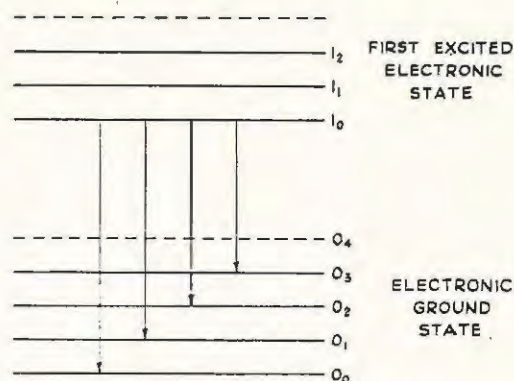 I₂
FIRST EXCITED
ELECTRONIC
STATE
I₁
I₀
O₄
O₃
ELECTRONIC
GROUND
STATE
O₂
O₁
O₀